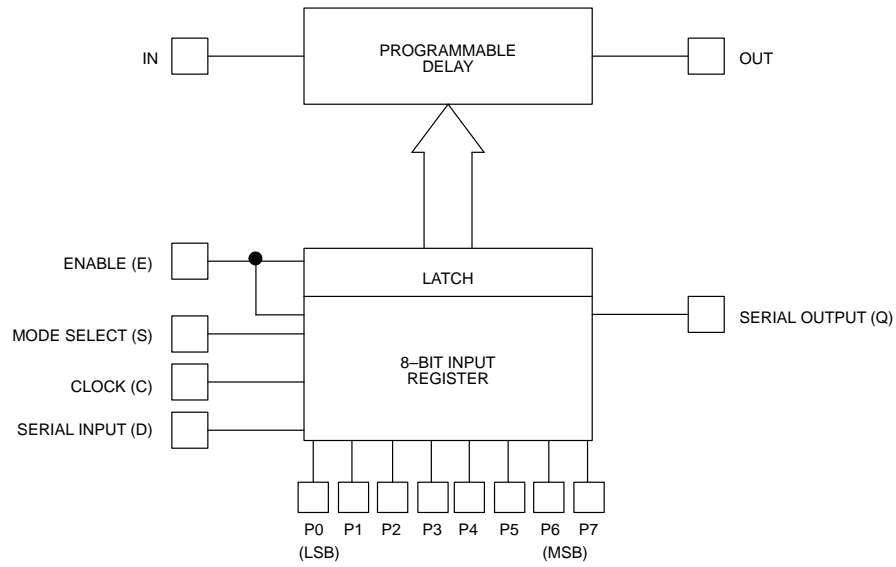 IN
PROGRAMMABLE
DELAY
OUT
ENABLE (E)
LATCH
MODE SELECT (S)
SERIAL OUTPUT (Q)
8–BIT INPUT
REGISTER
CLOCK (C)
SERIAL INPUT (D)
P0 P1 P2 P3 P4 P5 P6 P7
(LSB) (MSB)